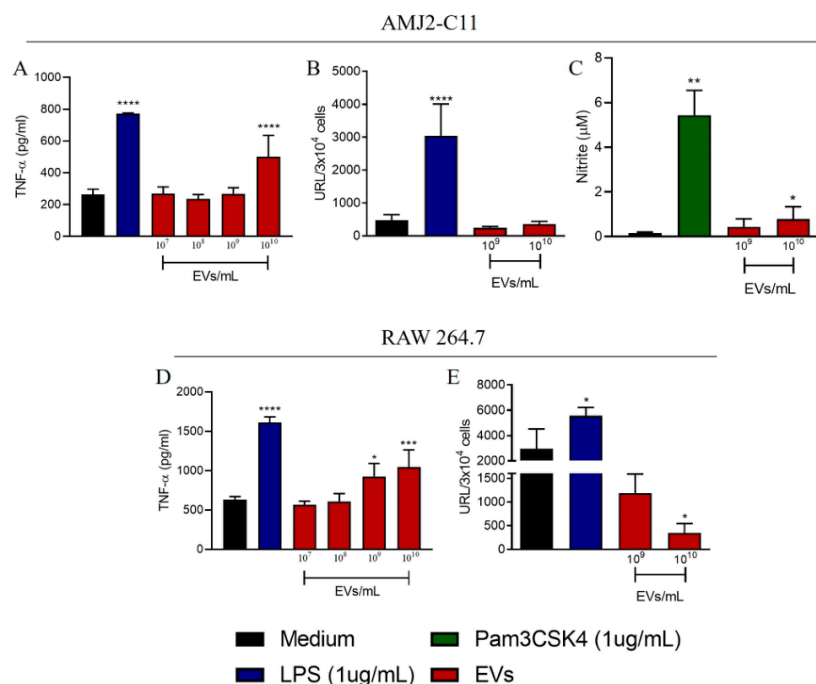 AMJ2-C11
A
TNF-α (pg/ml)
1000
800
600
400
200
0
****
****
10⁷
10⁸
10⁹
10¹⁰
EVs/mL
B
URL/3x10⁴ cells
5000
4000
3000
2000
1000
0
****
10⁹
10¹⁰
EVs/mL
C
Nitrite (μM)
8
6
4
2
0
**
*
10⁹
10¹⁰
EVs/mL
RAW 264.7
D
TNF-α (pg/ml)
2000
1500
1000
500
0
****
*
***
10⁷
10⁸
10⁹
10¹⁰
EVs/mL
E
URL/3x10⁴ cells
8000
6000
4000
2000
1500
1000
500
0
*
*
10⁹
10¹⁰
EVs/mL
Medium
Pam3CSK4 (1ug/mL)
LPS (1ug/mL)
EVs